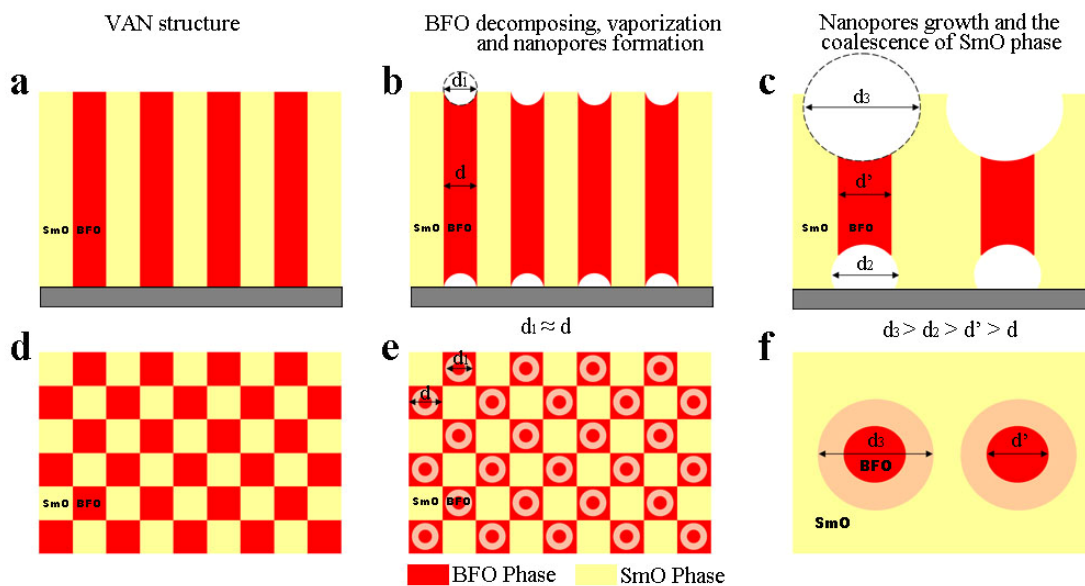 VAN structure
BFO decomposing, vaporization
and nanopores formation
Nanopores growth and the
coalescence of SmO phase
a
b
c
d₁
d
SmO BFO
SmO BFO
d₃
d’
SmO BFO
d₂
d₁ ≈ d
d₃ > d₂ > d’ > d
d
e
f
d₁
d
SmO BFO
SmO BFO
d₃
d’
BFO
SmO
BFO Phase
SmO Phase